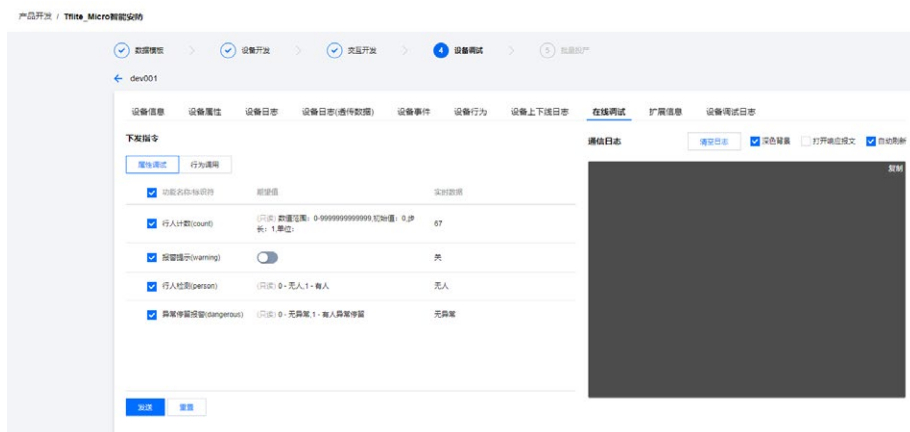 产品开发 / Tflite_Micro智能安防
数据模板 > 设备开发 > 交互开发 > 4 设备调试 > 5 批量投产
← dev001
设备信息 设备属性 设备日志 设备日志(透传数据) 设备事件 设备行为 设备上下线日志 在线调试 扩展信息 设备调试日志
下发指令
属性调试 行为调用
功能名称/标识符 期望值 实时数据
行人计数(count) (只读) 数值范围：0-9999999999999,初始值：0,步
长：1,单位： 67
报警提示(warning) 关
行人检测(person) (只读) 0 - 无人,1 - 有人 无人
异常停留报警(dangerous) (只读) 0 - 无异常,1 - 有人异常停留 无异常
发送 重置
通信日志 清空日志 深色背景 打开响应报文 自动刷新
复制